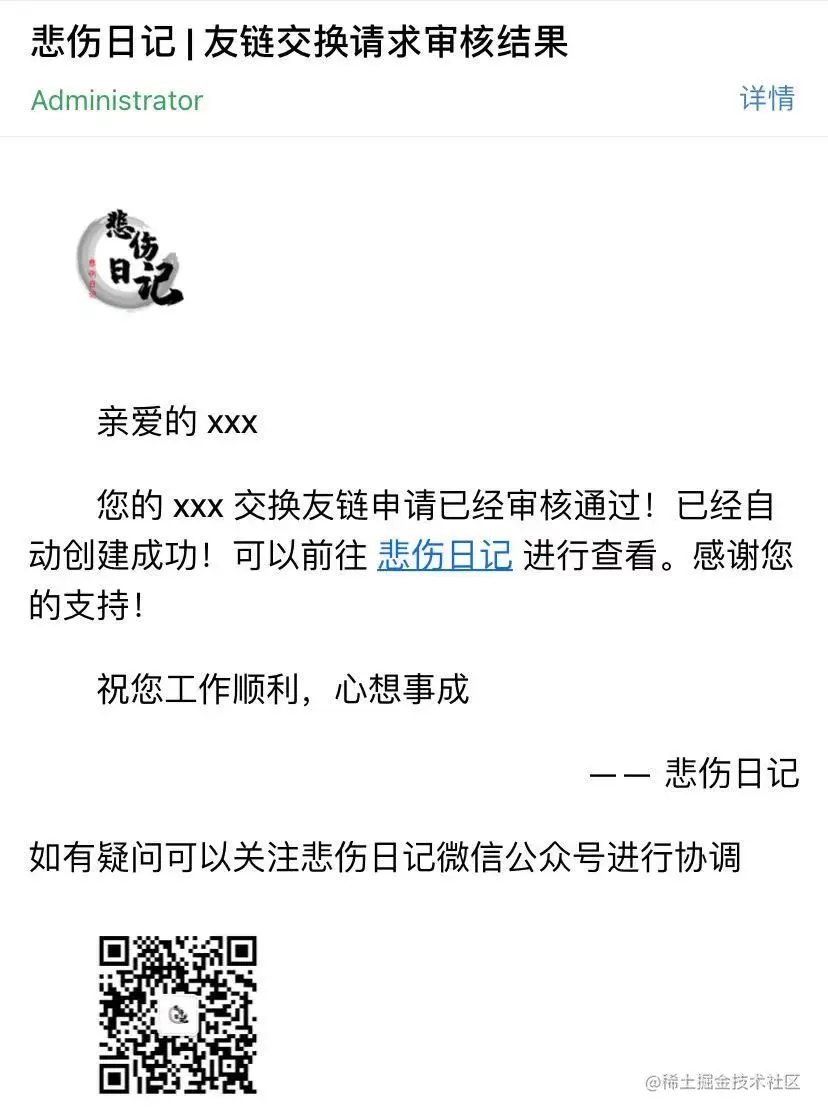 悲伤日记 | 友链交换请求审核结果
Administrator
详情
悲伤
日记
悲伤日记
亲爱的 xxx
您的 xxx 交换友链申请已经审核通过！已经自
动创建成功！可以前往 悲伤日记 进行查看。感谢您
的支持！
祝您工作顺利，心想事成
—— 悲伤日记
如有疑问可以关注悲伤日记微信公众号进行协调
@稀土掘金技术社区